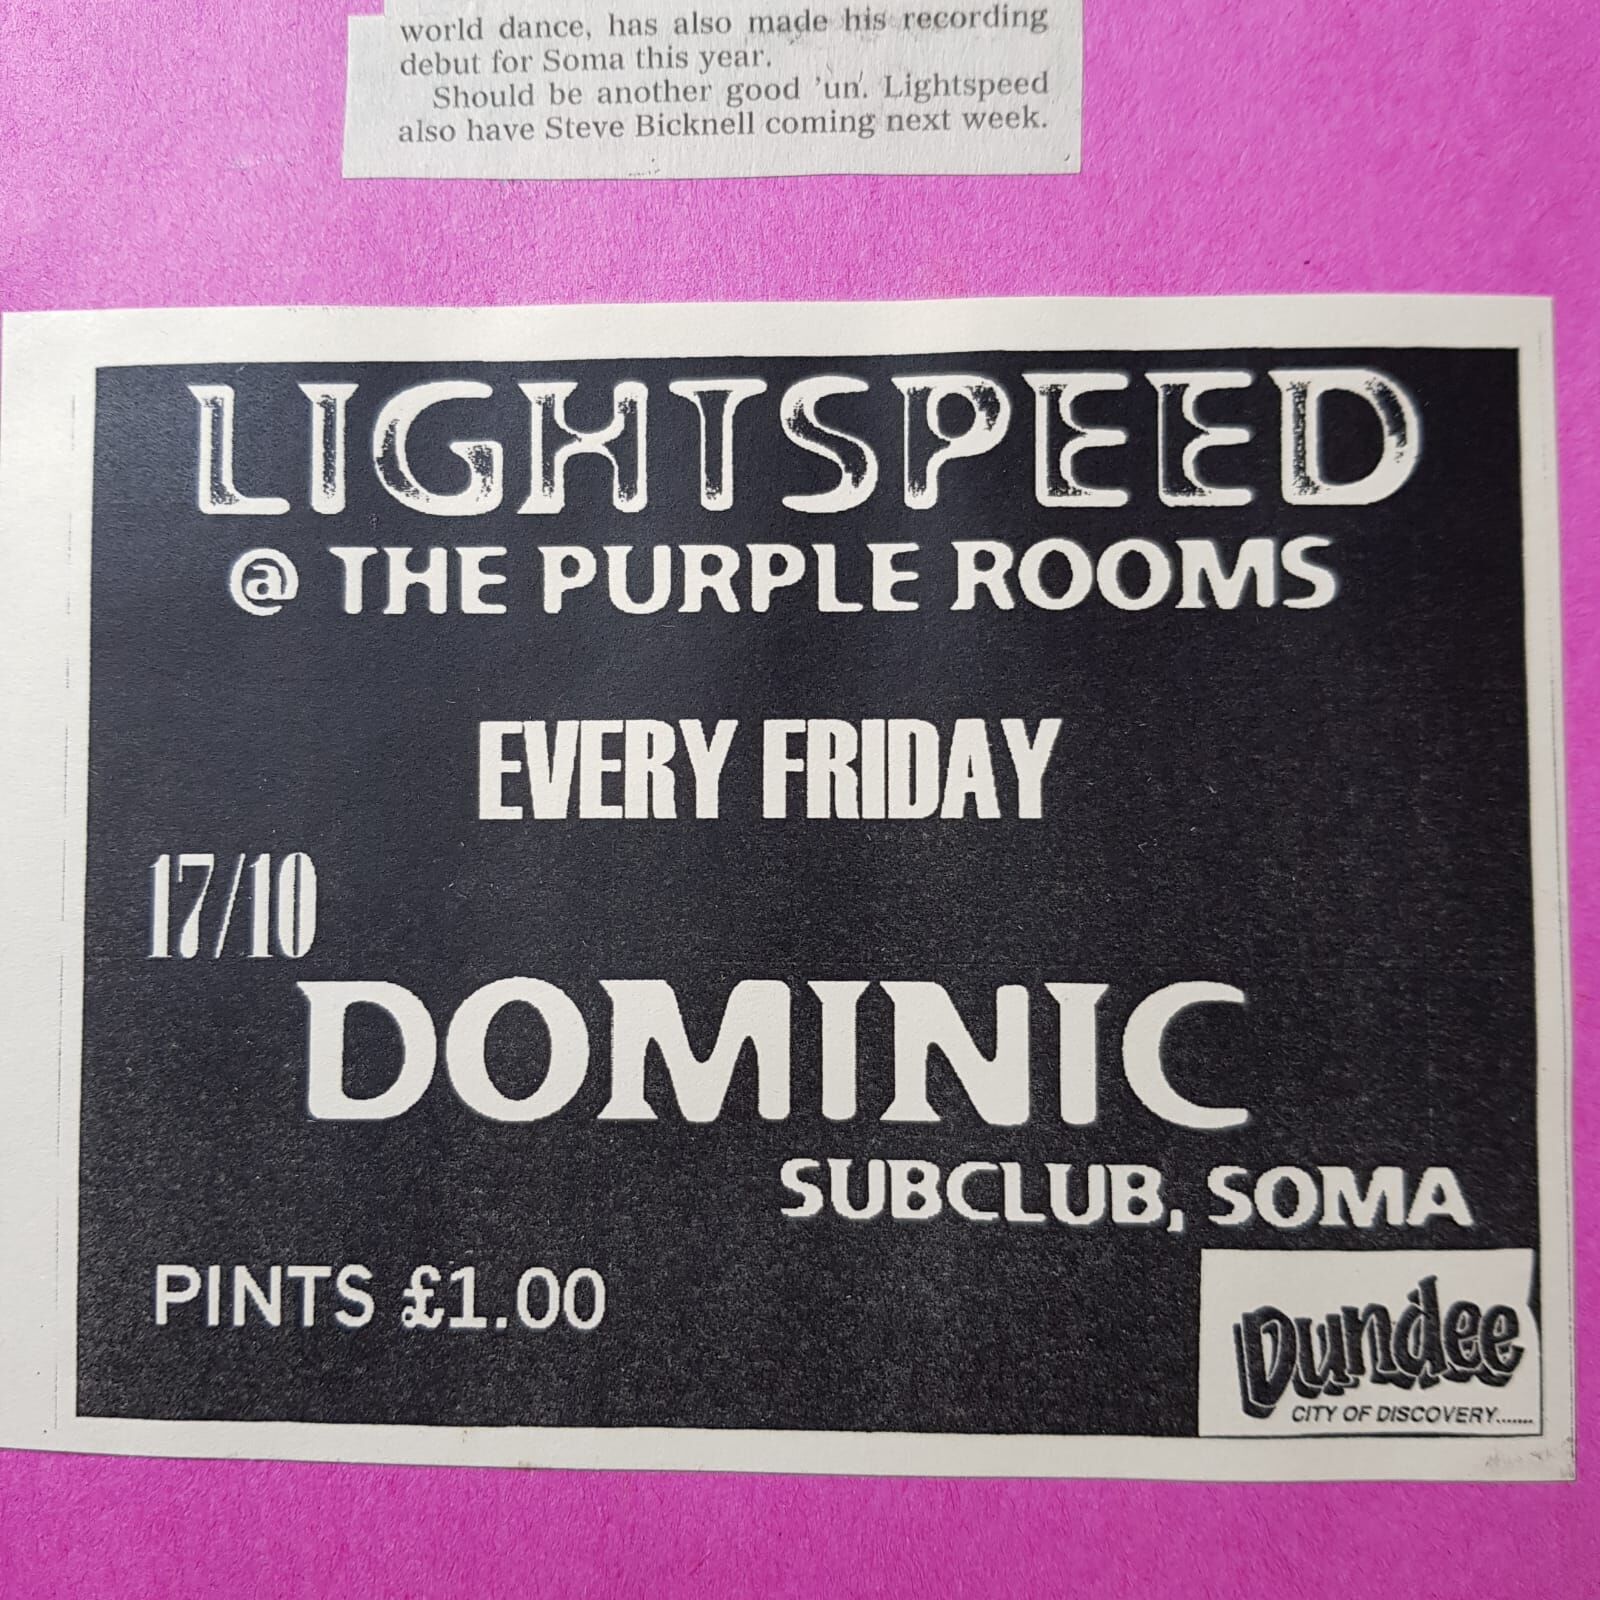 world dance, has also made his recording
debut for Soma this year.
Should be another good 'un. Lightspeed
also have Steve Bicknell coming next week.
LIGHTSPEED
@ THE PURPLE ROOMS
EVERY FRIDAY
17/10
DOMINIC
SUBCLUB, SOMA
PINTS £1.00
Dundee
CITY OF DISCOVERY.......